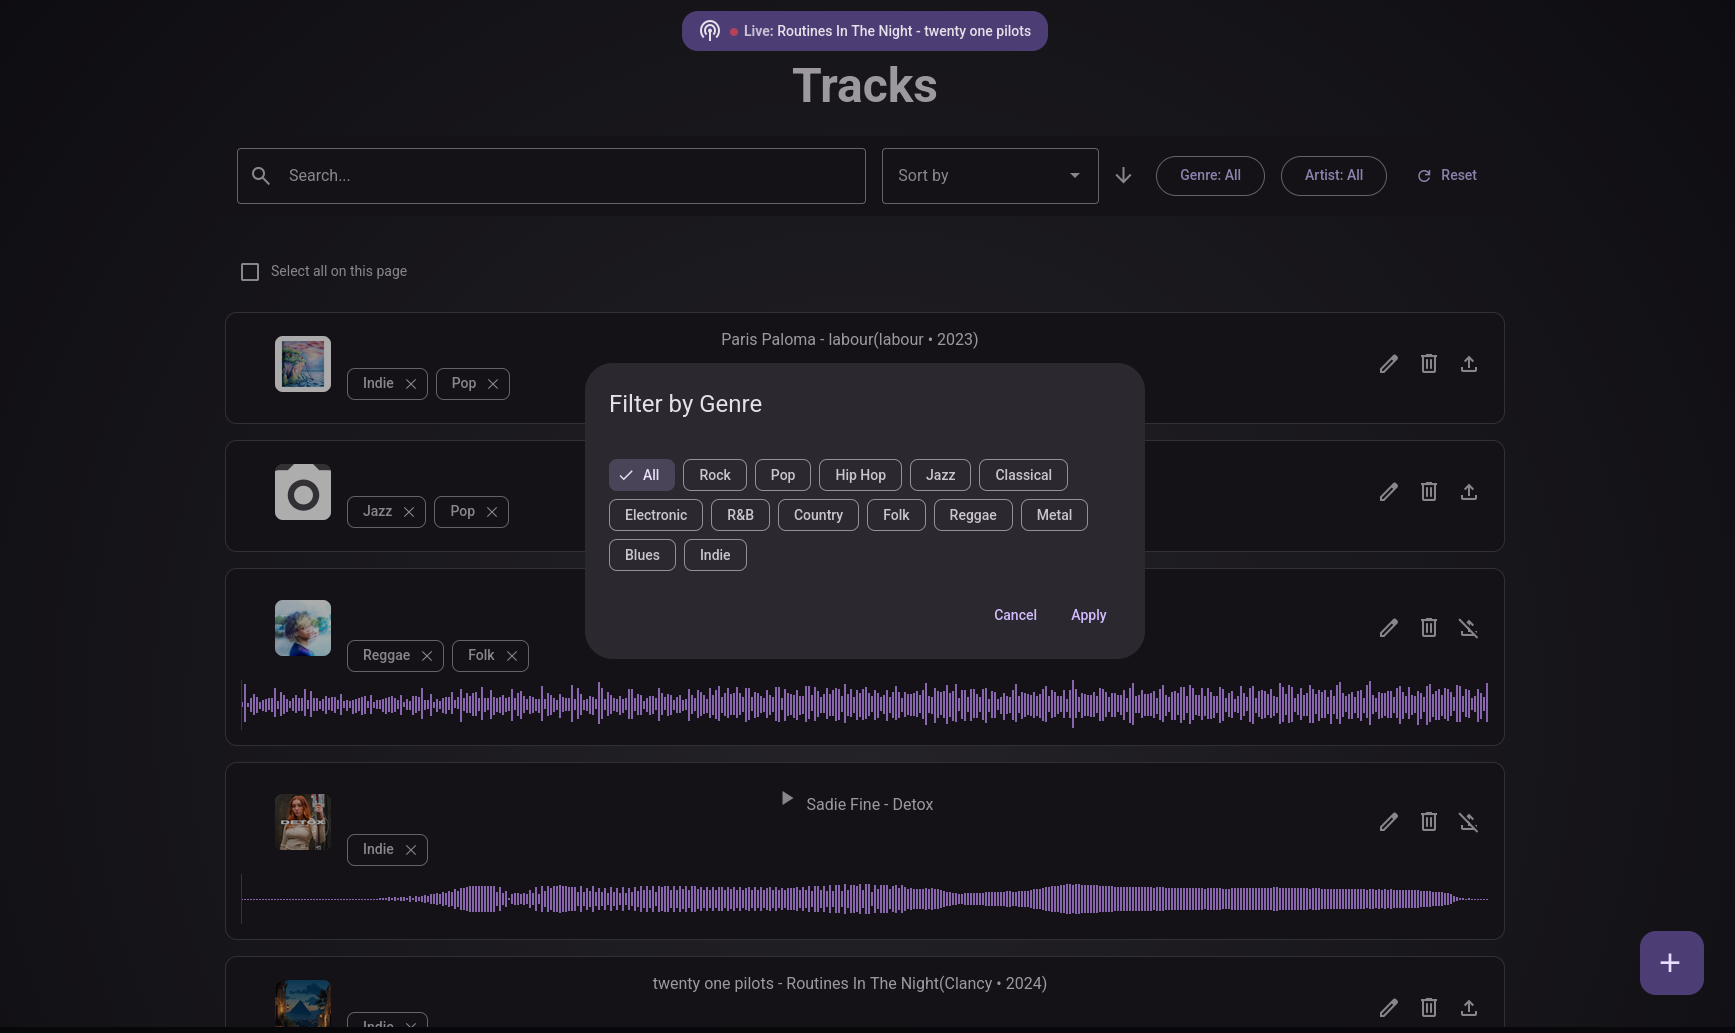 Live: Routines In The Night - twenty one pilots
Tracks
Search...
Sort by
Genre: All
Artist: All
Reset
Select all on this page
Paris Paloma - labour(labour • 2023)
Indie
Pop
Filter by Genre
All
Rock
Pop
Hip Hop
Jazz
Classical
Electronic
R&B
Country
Folk
Reggae
Metal
Blues
Indie
Cancel
Apply
Jazz
Pop
Reggae
Folk
Sadie Fine - Detox
DETOX
Indie
twenty one pilots - Routines In The Night(Clancy • 2024)
Indie